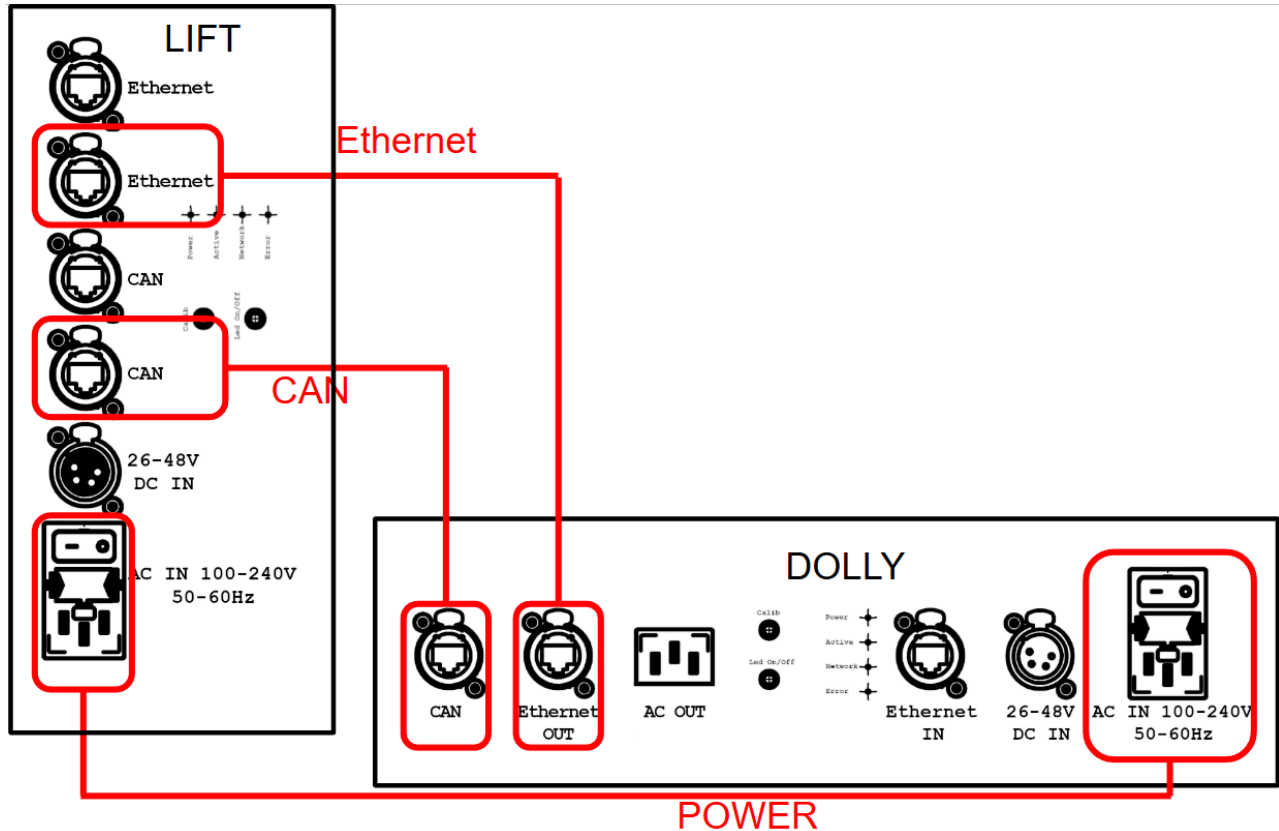 LIFT
Ethernet
Ethernet
Ethernet
Power
Active
Network
Error
CAN
Calib
Led On/Off
CAN
CAN
26-48V
DC IN
AC IN 100-240V
50-60Hz
DOLLY
CAN
Ethernet
OUT
AC OUT
Calib
Led On/Off
Power
Active
Network
Error
Ethernet
IN
26-48V
DC IN
AC IN 100-240V
50-60Hz
POWER